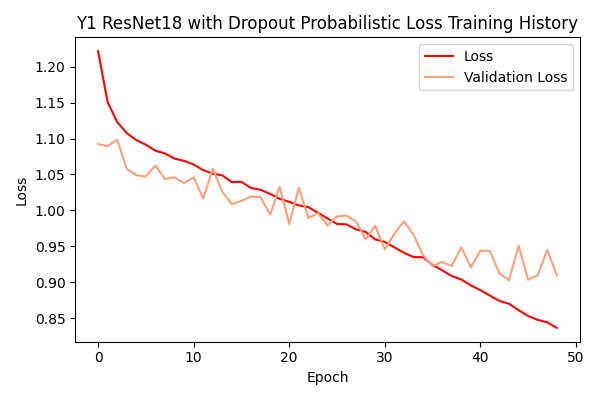 Y1 ResNet18 with Dropout Probabilistic Loss Training History
Loss
Validation Loss
1.20
1.15
1.10
1.05
1.00
0.95
0.90
0.85
Loss
0
10
20
30
40
50
Epoch